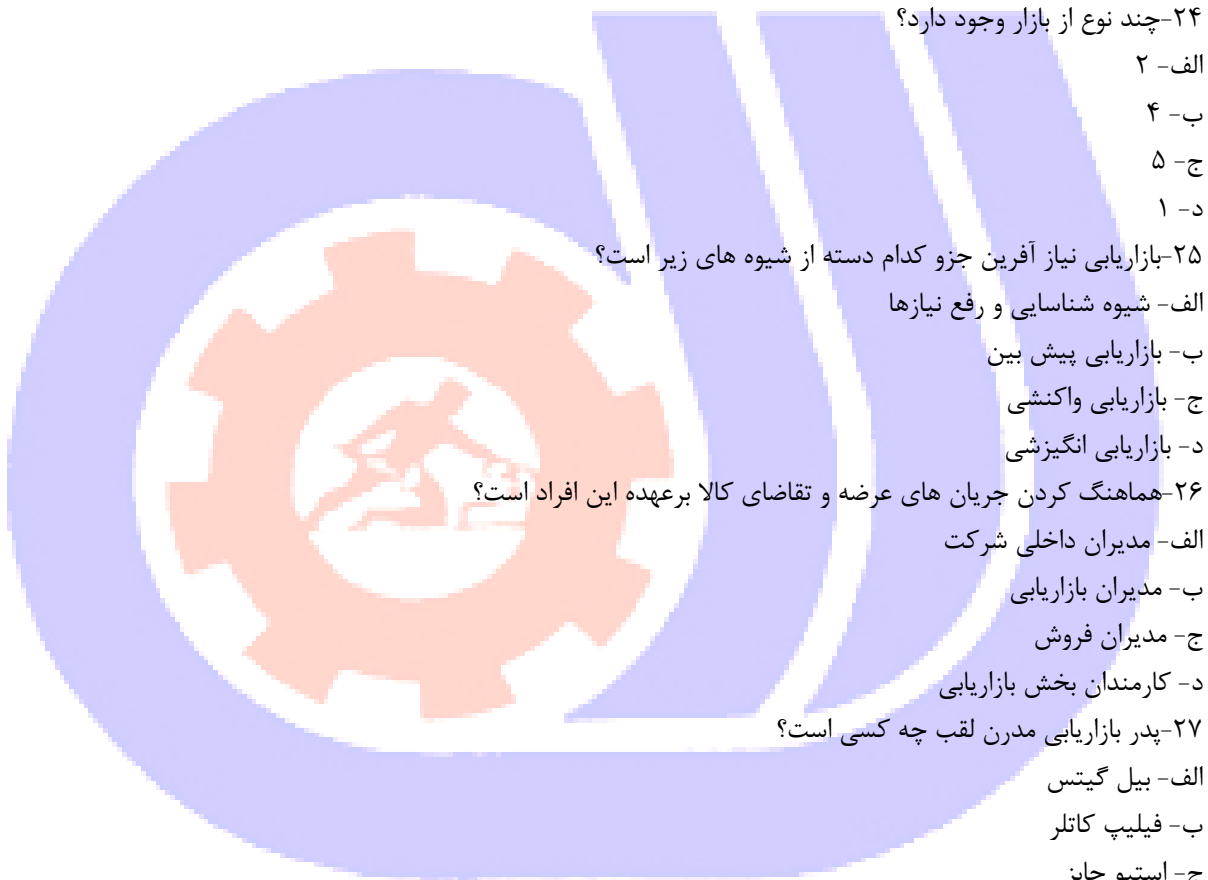 ۲۴-چند نوع از بازار وجود دارد؟
الف- ۲
ب- ۴
ج- ۵
د- ۱
۲۵-بازاریابی نیاز آفرین جزو کدام دسته از شیوه های زیر است؟
الف- شیوه شناسایی و رفع نیازها
ب- بازاریابی پیش بین
ج- بازاریابی واکنشی
د- بازاریابی انگیزشی
۲۶-هماهنگ کردن جریان های عرضه و تقاضای کالا برعهده این افراد است؟
الف- مدیران داخلی شرکت
ب- مدیران بازاریابی
ج- مدیران فروش
د- کارمندان بخش بازاریابی
۲۷-پدر بازاریابی مدرن لقب چه کسی است؟
الف- بیل گیتس
ب- فیلیپ کاتلر
ج- استیو جابز